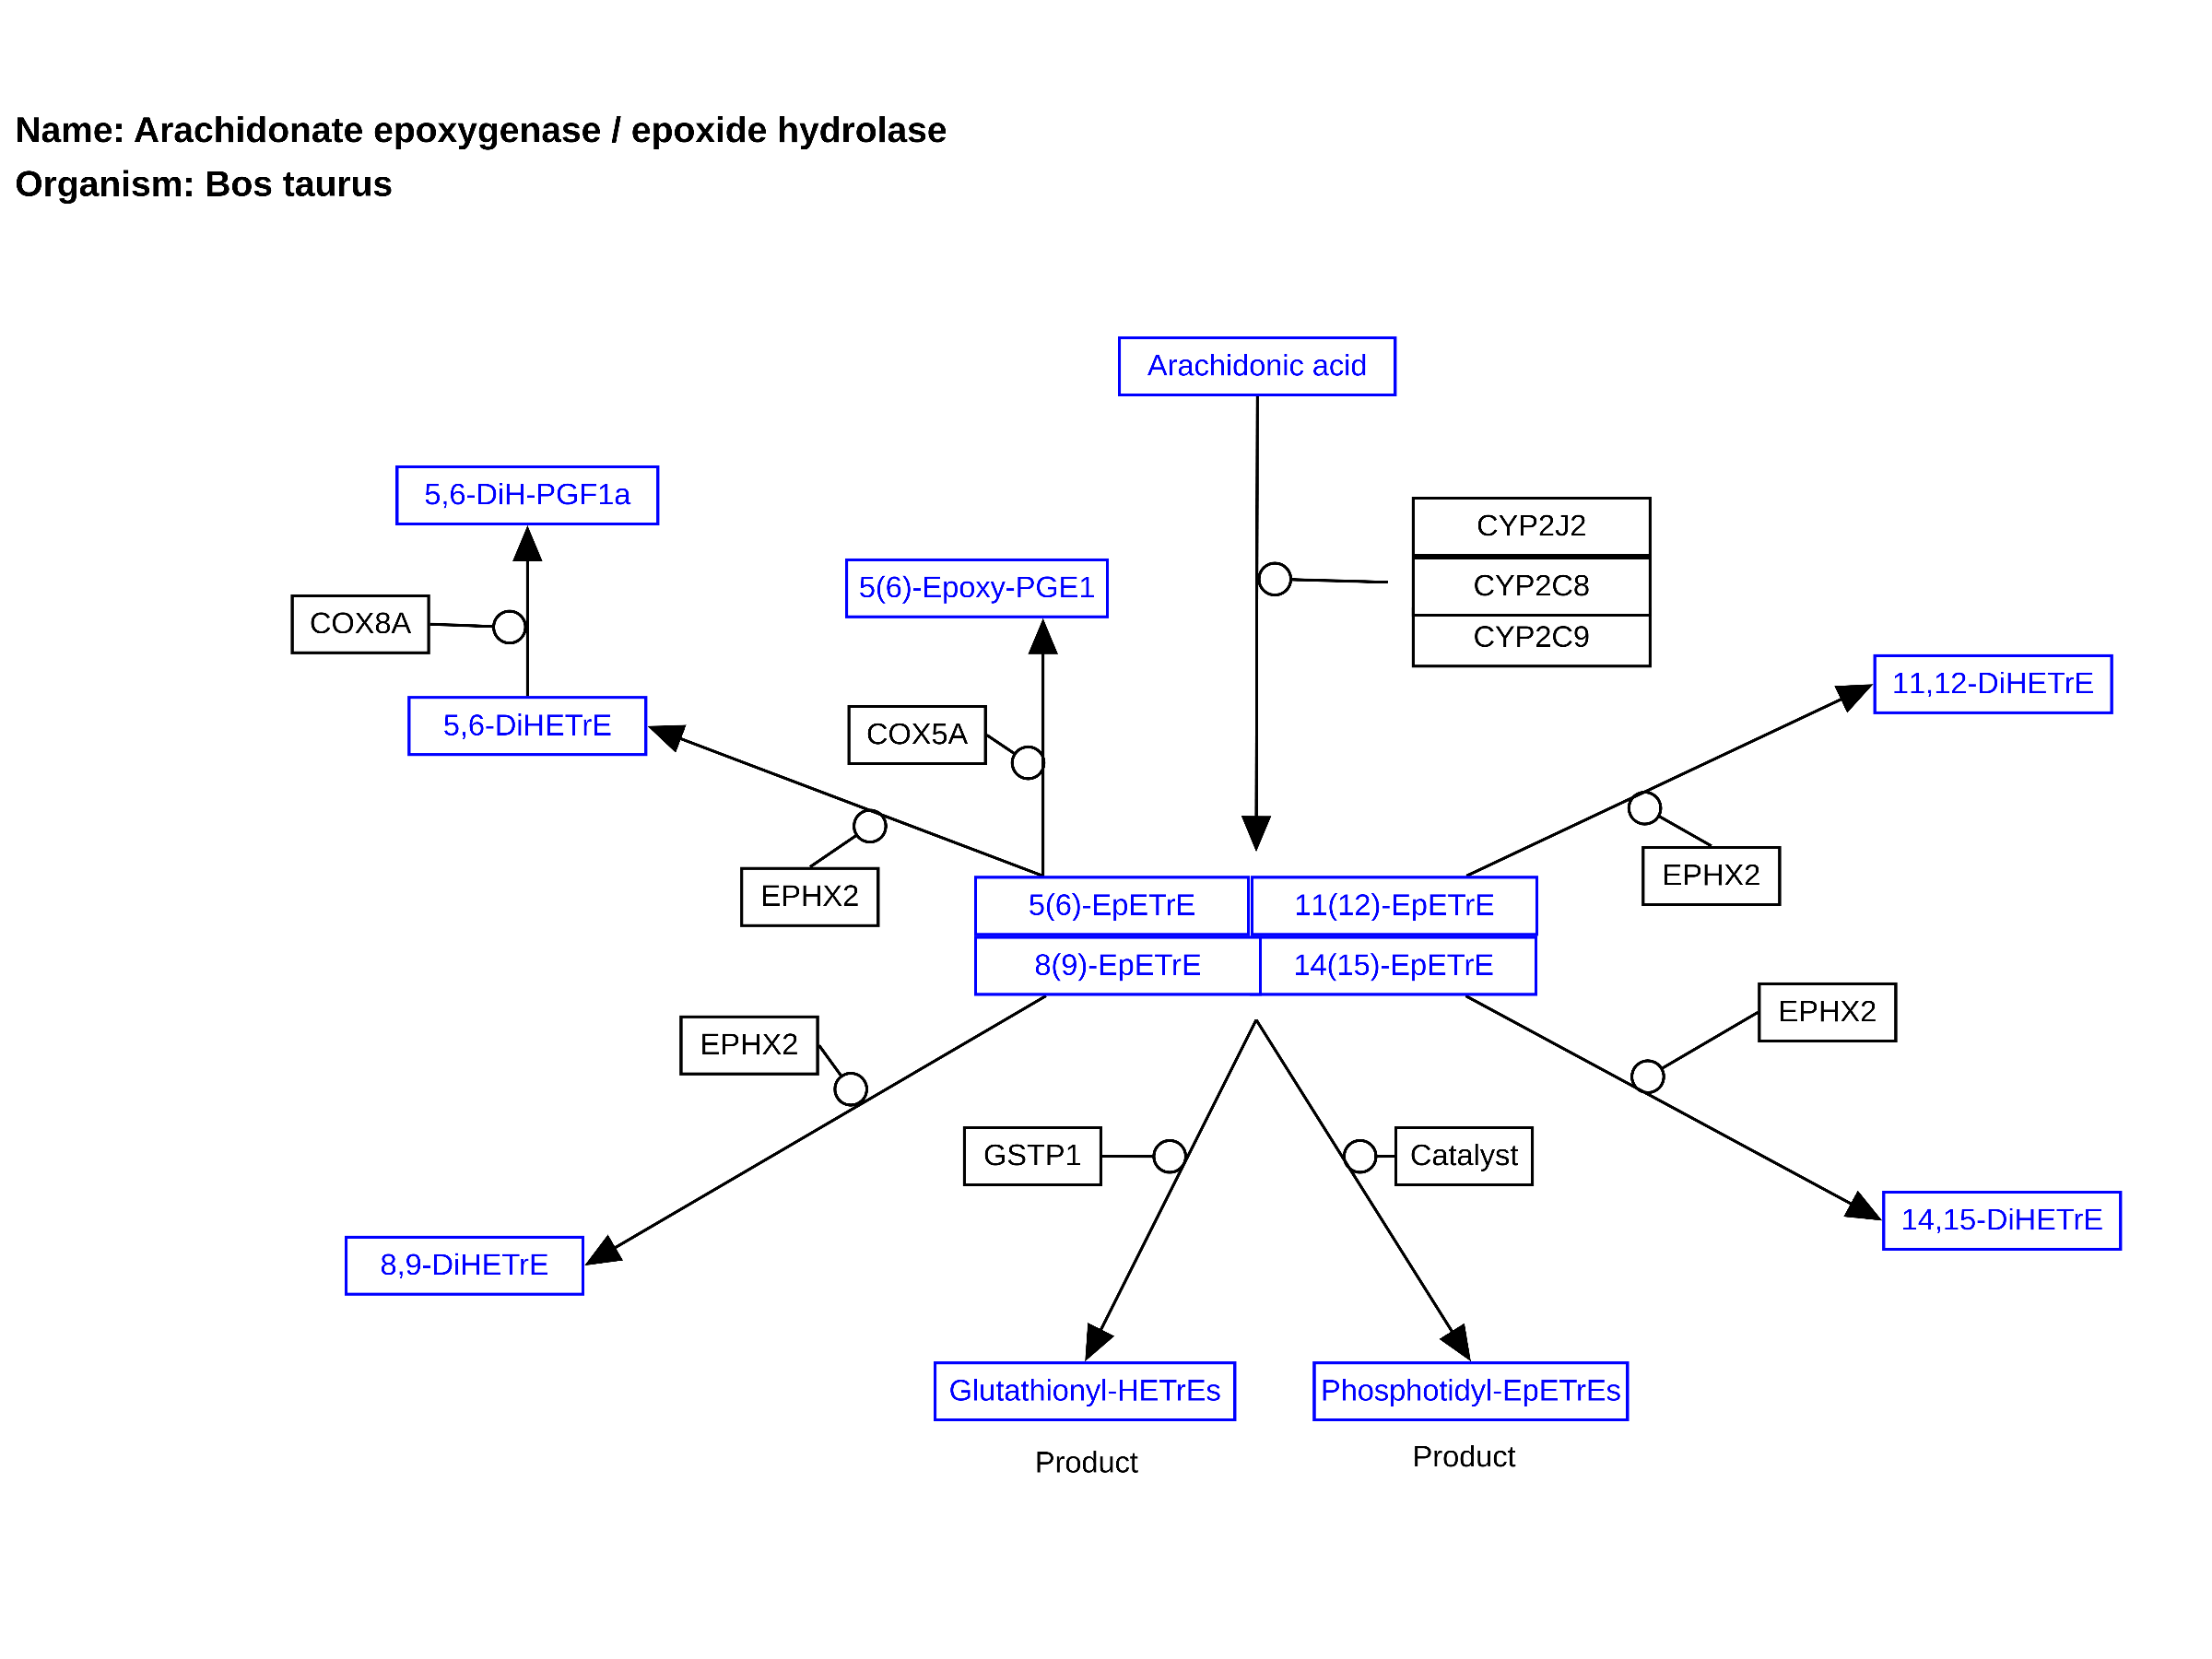 Name: Arachidonate epoxygenase / epoxide hydrolase
Organism: Bos taurus
Arachidonic acid
5,6-DiH-PGF1a
CYP2J2
5(6)-Epoxy-PGE1
CYP2C8
COX8A
CYP2C9
11,12-DiHETrE
5,6-DiHETrE
COX5A
EPHX2
EPHX2
5(6)-EpETrE
11(12)-EpETrE
8(9)-EpETrE
14(15)-EpETrE
EPHX2
EPHX2
GSTP1
Catalyst
14,15-DiHETrE
8,9-DiHETrE
Glutathionyl-HETrEs
Phosphotidyl-EpETrEs
Product
Product